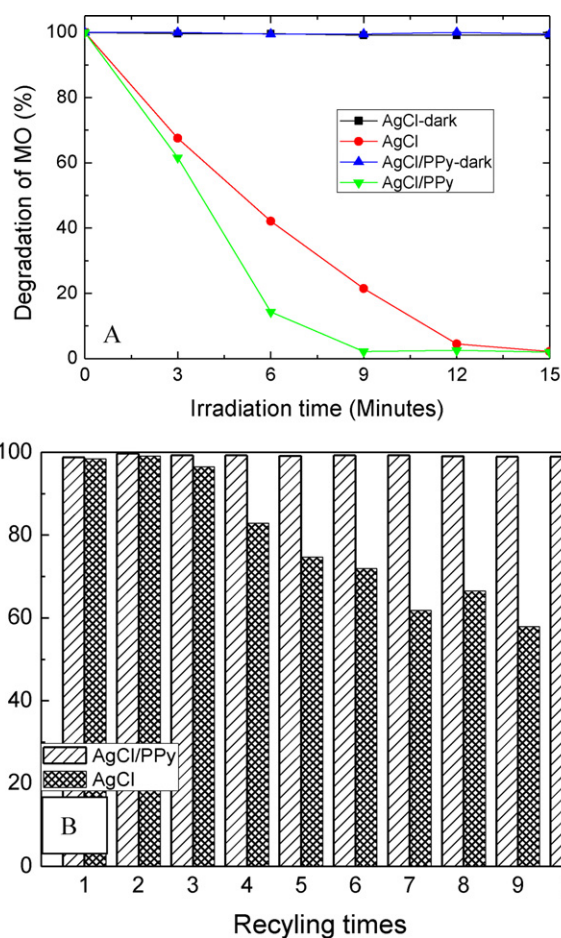 100
80
60
40
20
0
Degradation of MO (%)
AgCl-dark
AgCl
AgCl/PPy-dark
AgCl/PPy
A
0 3 6 9 12 15
Irradiation time (Minutes)
100
80
60
40
20
0
AgCl/PPy
AgCl
B
1 2 3 4 5 6 7 8 9
Recyling times